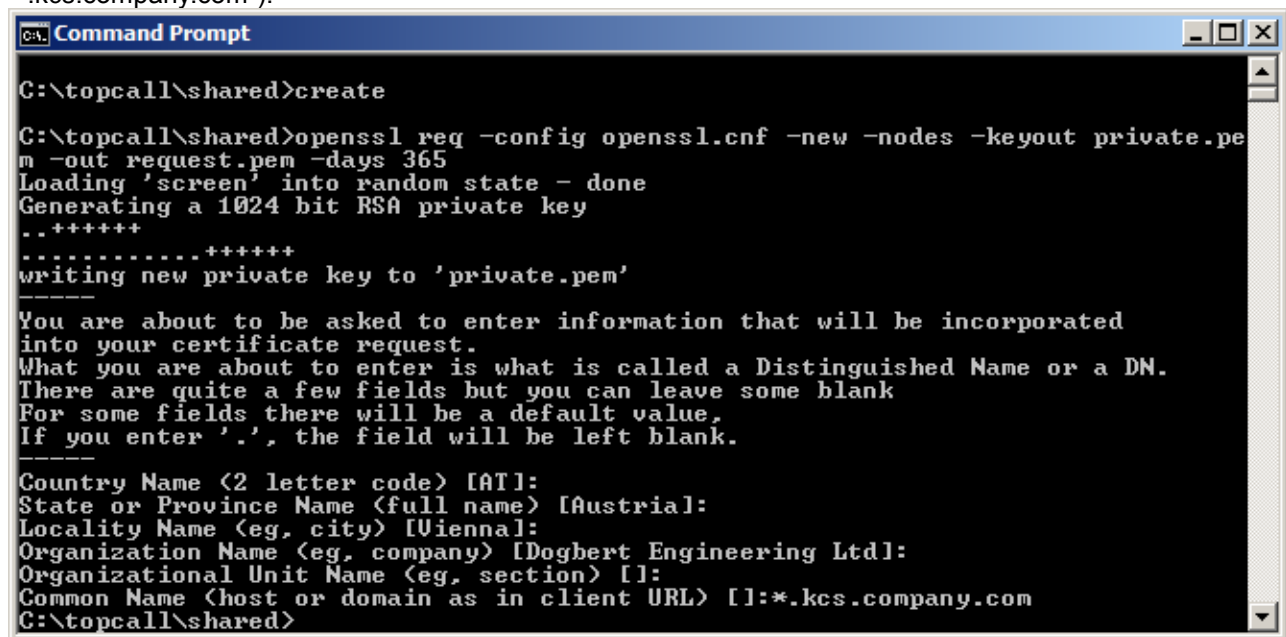 .kcs.company.com ).
Command Prompt
C:\topcall\shared>create
C:\topcall\shared>openssl req -config openssl.cnf -new -nodes -keyout private.pe
m -out request.pem -days 365
Loading 'screen' into random state - done
Generating a 1024 bit RSA private key
..++++++
............++++++
writing new private key to 'private.pem'
-----
You are about to be asked to enter information that will be incorporated
into your certificate request.
What you are about to enter is what is called a Distinguished Name or a DN.
There are quite a few fields but you can leave some blank
For some fields there will be a default value,
If you enter '.', the field will be left blank.
-----
Country Name (2 letter code) [AT]:
State or Province Name (full name) [Austria]:
Locality Name (eg, city) [Vienna]:
Organization Name (eg, company) [Dogbert Engineering Ltd]:
Organizational Unit Name (eg, section) []:
Common Name (host or domain as in client URL) []:*.kcs.company.com
C:\topcall\shared>